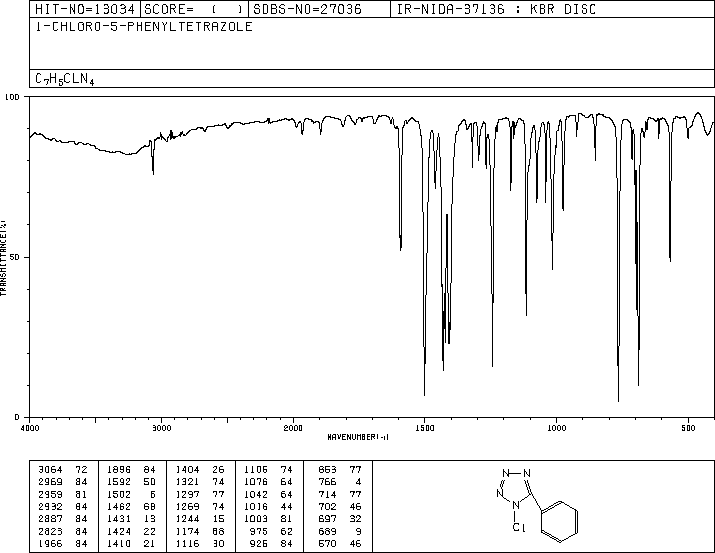 HIT-NO=13034 SCORE= ( ) SDBS-NO=27036 IR-NIDA-37136 : KBR DISC
1-CHLORO-5-PHENYLTETRAZOLE
C7H5CLN4
100
50
0
TRANSMITTANCE(%)
4000 3000 2000 1500 1000 500
WAVENUMBER(-1)
3064 72 1896 84 1404 26 1106 74 853 77
2969 84 1592 50 1321 74 1076 64 766 4
2959 81 1502 6 1297 77 1042 64 714 77
2932 84 1462 68 1269 74 1016 44 702 46
2887 84 1431 13 1244 15 1003 81 697 32
2823 84 1424 22 1174 68 975 62 689 9
1966 84 1410 21 1116 30 926 84 570 46
N N
N
N
Cl